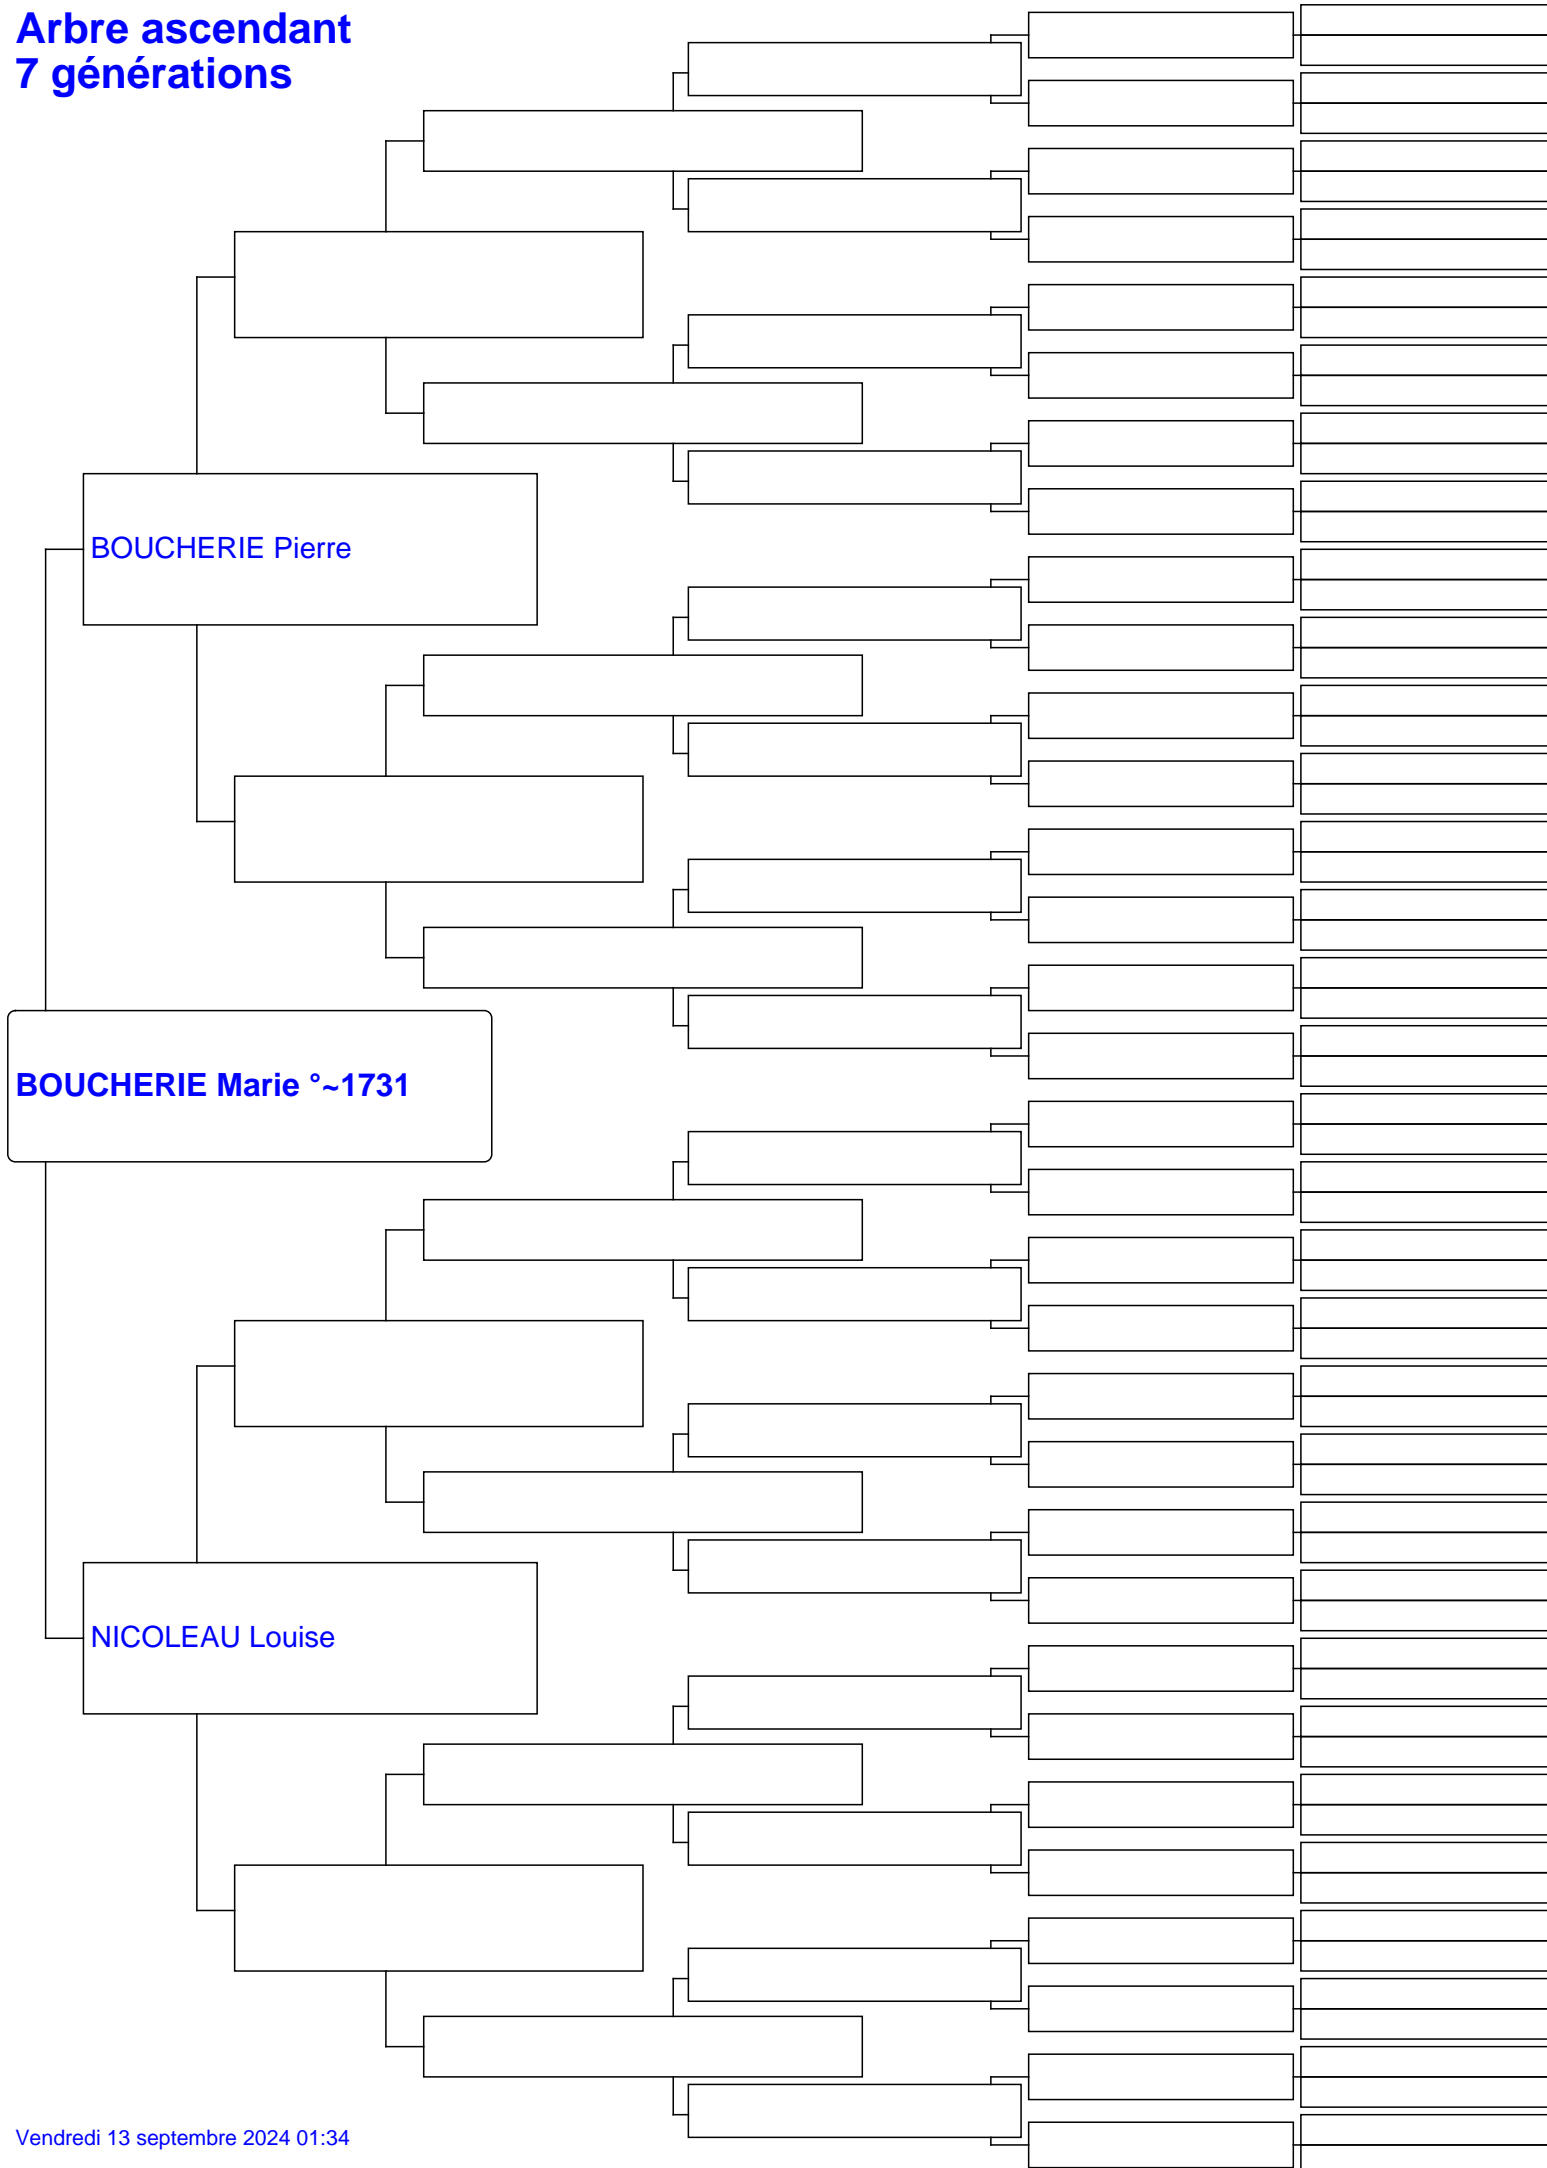 Arbre ascendant
7 générations
BOUCHERIE Pierre
BOUCHERIE Marie °~1731
NICOLEAU Louise
Vendredi 13 septembre 2024 01:34